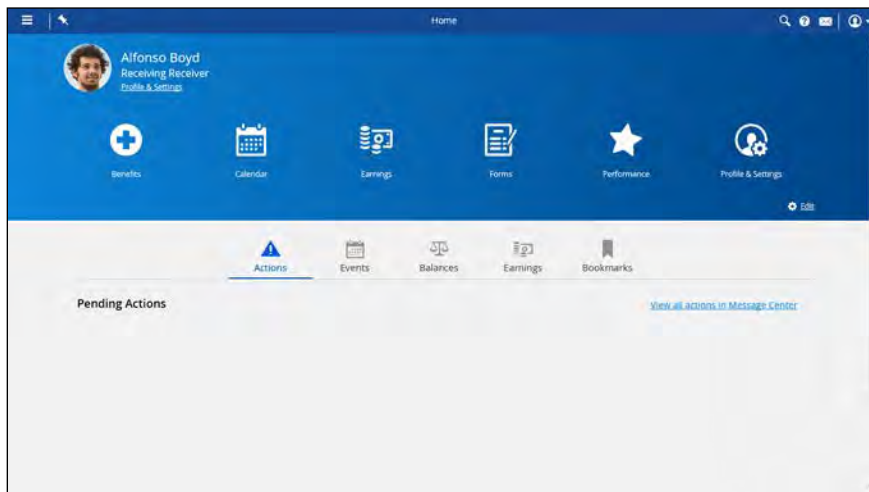 Home
Alfonso Boyd
Receiving Receiver
Profile & Settings
Benefits Calendar Earnings Forms Performance Profile & Settings
Edit
Actions Events Balances Earnings Bookmarks
Pending Actions View all actions in Message Center